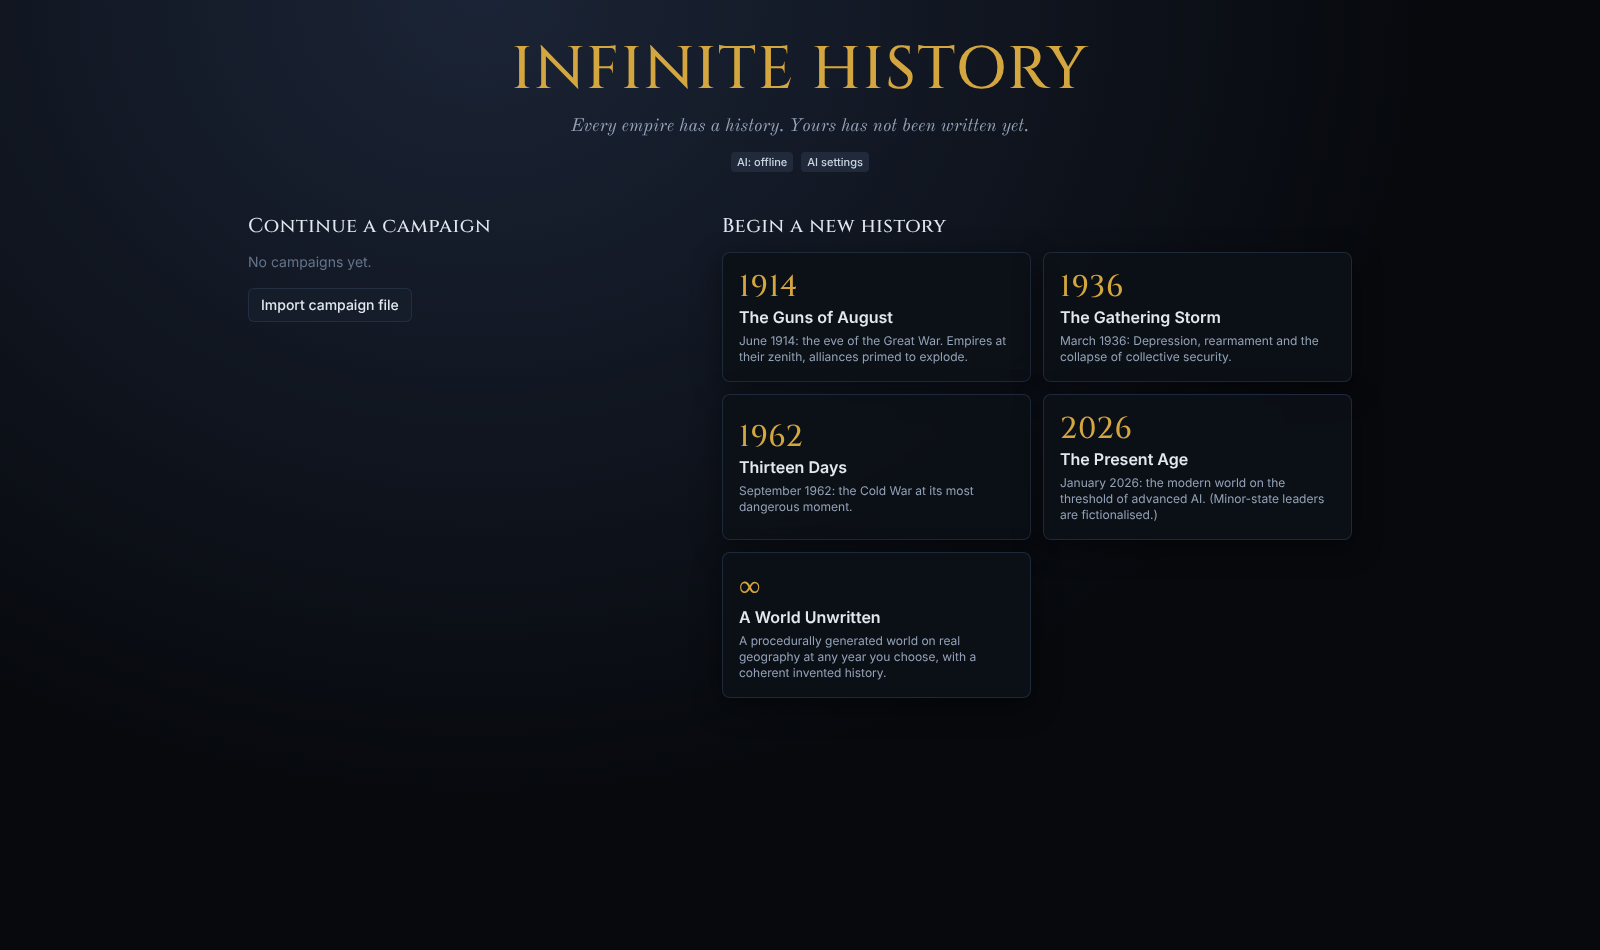 INFINITE HISTORY
Every empire has a history. Yours has not been written yet.
AI: offline AI settings
Continue a campaign
No campaigns yet.
Import campaign file
Begin a new history
1914
The Guns of August
June 1914: the eve of the Great War. Empires at
their zenith, alliances primed to explode.
1936
The Gathering Storm
March 1936: Depression, rearmament and the
collapse of collective security.
1962
Thirteen Days
September 1962: the Cold War at its most
dangerous moment.
2026
The Present Age
January 2026: the modern world on the
threshold of advanced AI. (Minor-state leaders
are fictionalised.)
∞
A World Unwritten
A procedurally generated world on real
geography at any year you choose, with a
coherent invented history.